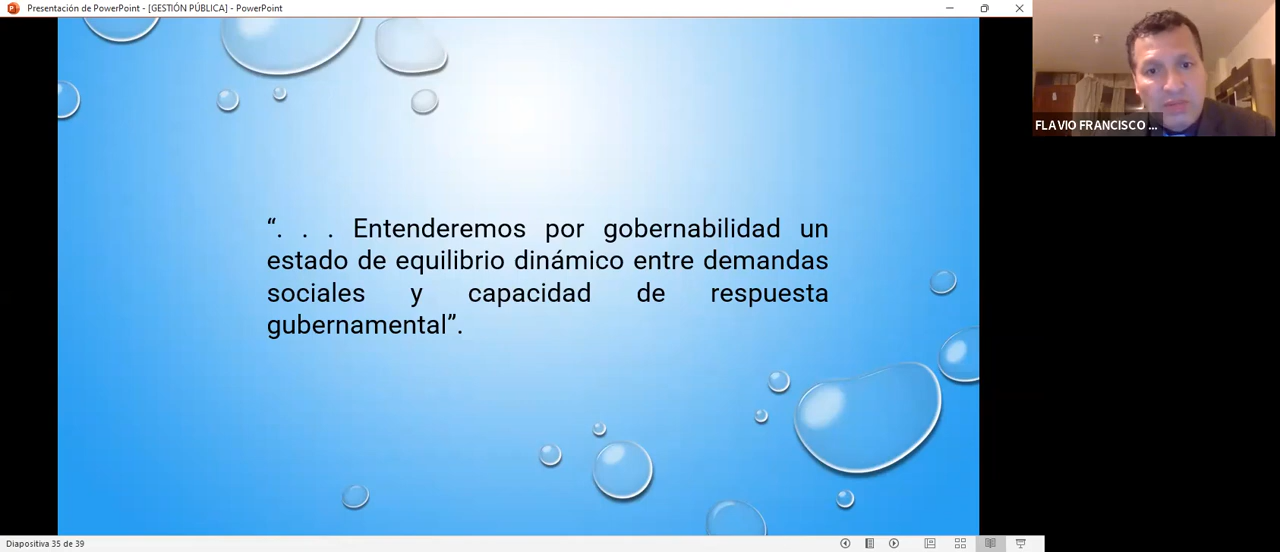 Presentación de PowerPoint - [GESTIÓN PÚBLICA] - PowerPoint
FLAVIO FRANCISCO ...
“. . . Entenderemos por gobernabilidad un
estado de equilibrio dinámico entre demandas
sociales y capacidad de respuesta
gubernamental”.
Diapositiva 35 de 39